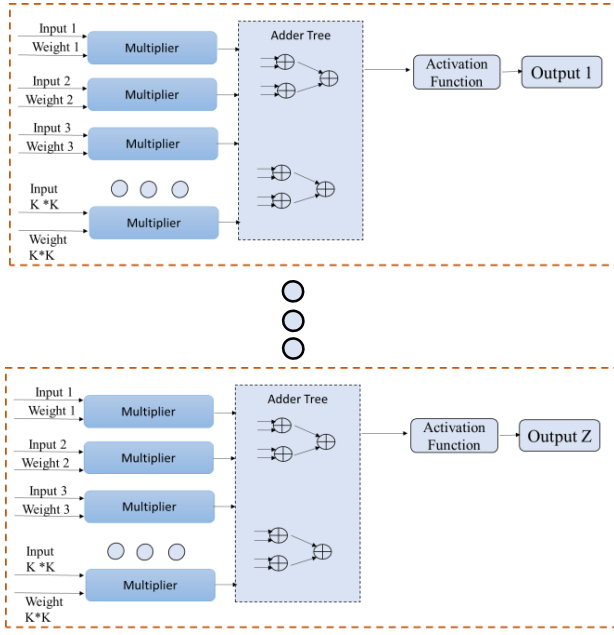 Input 1
Weight 1
Multiplier
Adder Tree
Activation
Function
Output 1
Input 2
Weight 2
Multiplier
Input 3
Weight 3
Multiplier
Input
K *K
Weight
K*K
Multiplier
Input 1
Weight 1
Multiplier
Adder Tree
Activation
Function
Output Z
Input 2
Weight 2
Multiplier
Input 3
Weight 3
Multiplier
Input
K *K
Weight
K*K
Multiplier